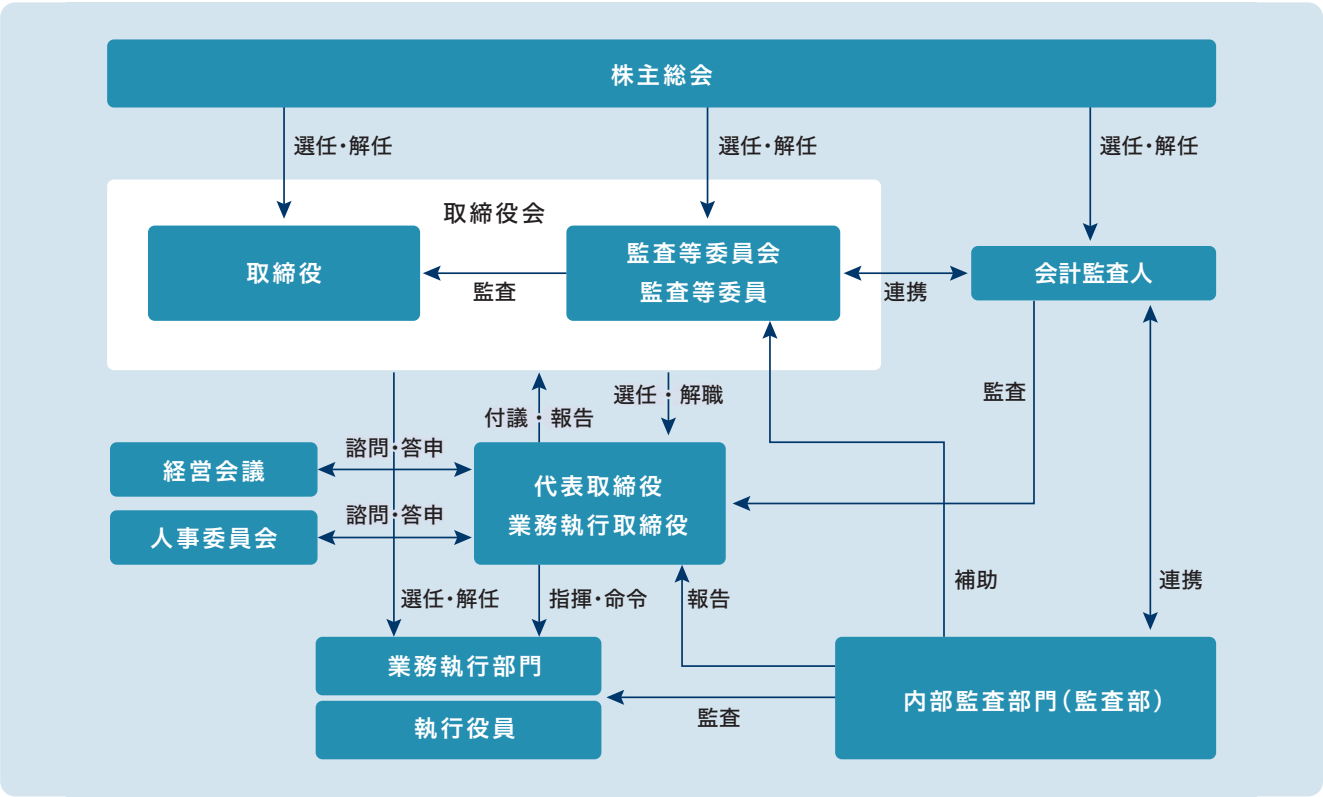 株主総会
選任・解任
選任・解任
選任・解任
取締役会
取締役
監査等委員会
監査等委員
会計監査人
監査
連携
監査
選任・解職
付議・報告
諮問・答申
経営会議
代表取締役
業務執行取締役
諮問・答申
人事委員会
補助
連携
選任・解任
指揮・命令
報告
業務執行部門
内部監査部門（監査部）
監査
執行役員